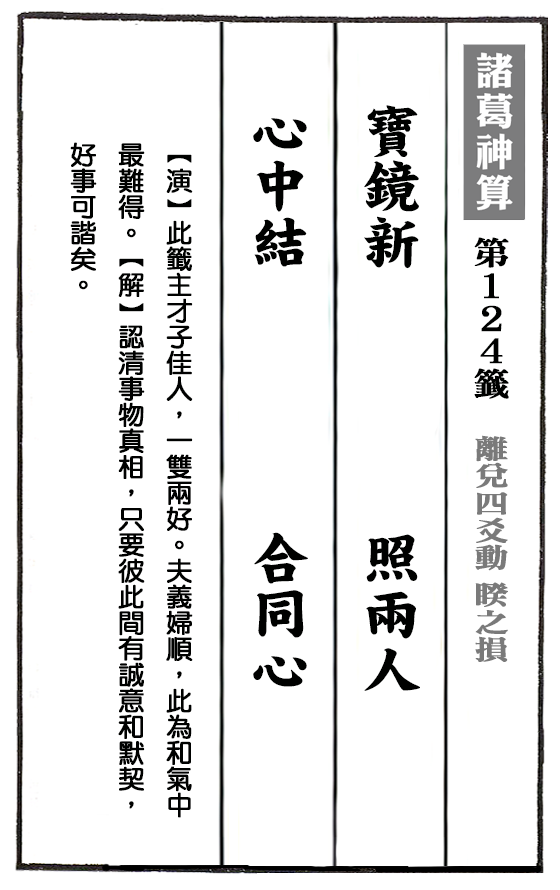 諸葛神算 第124籤 離兌四爻動 睽之損
寶鏡新 照兩人
心中結 合同心
【演】此籤主才子佳人，一雙兩好。夫義婦順，此為和氣中
最難得。【解】認清事物真相，只要彼此間有誠意和默契，
好事可諧矣。